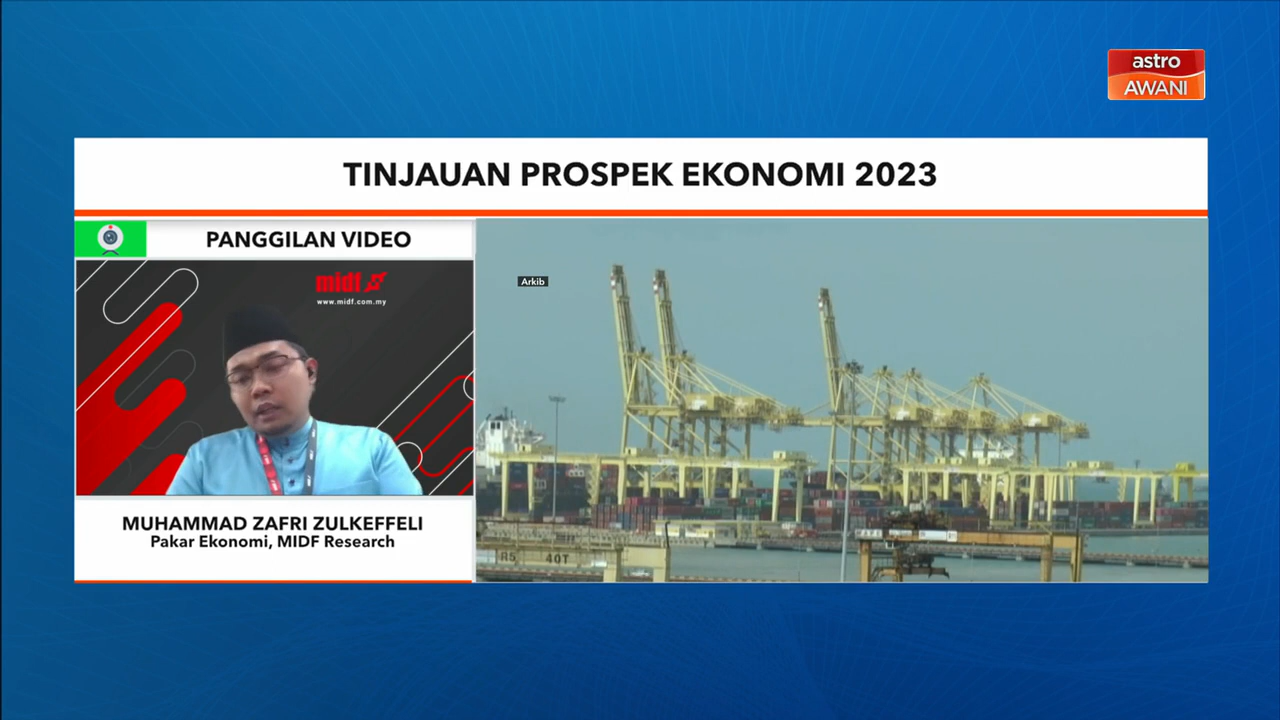 astro
AWANI
TINJAUAN PROSPEK EKONOMI 2023
PANGGILAN VIDEO
midf
www.midf.com.my
Arkib
MUHAMMAD ZAFRI ZULKEFFELI
Pakar Ekonomi, MIDF Research
R5 40T